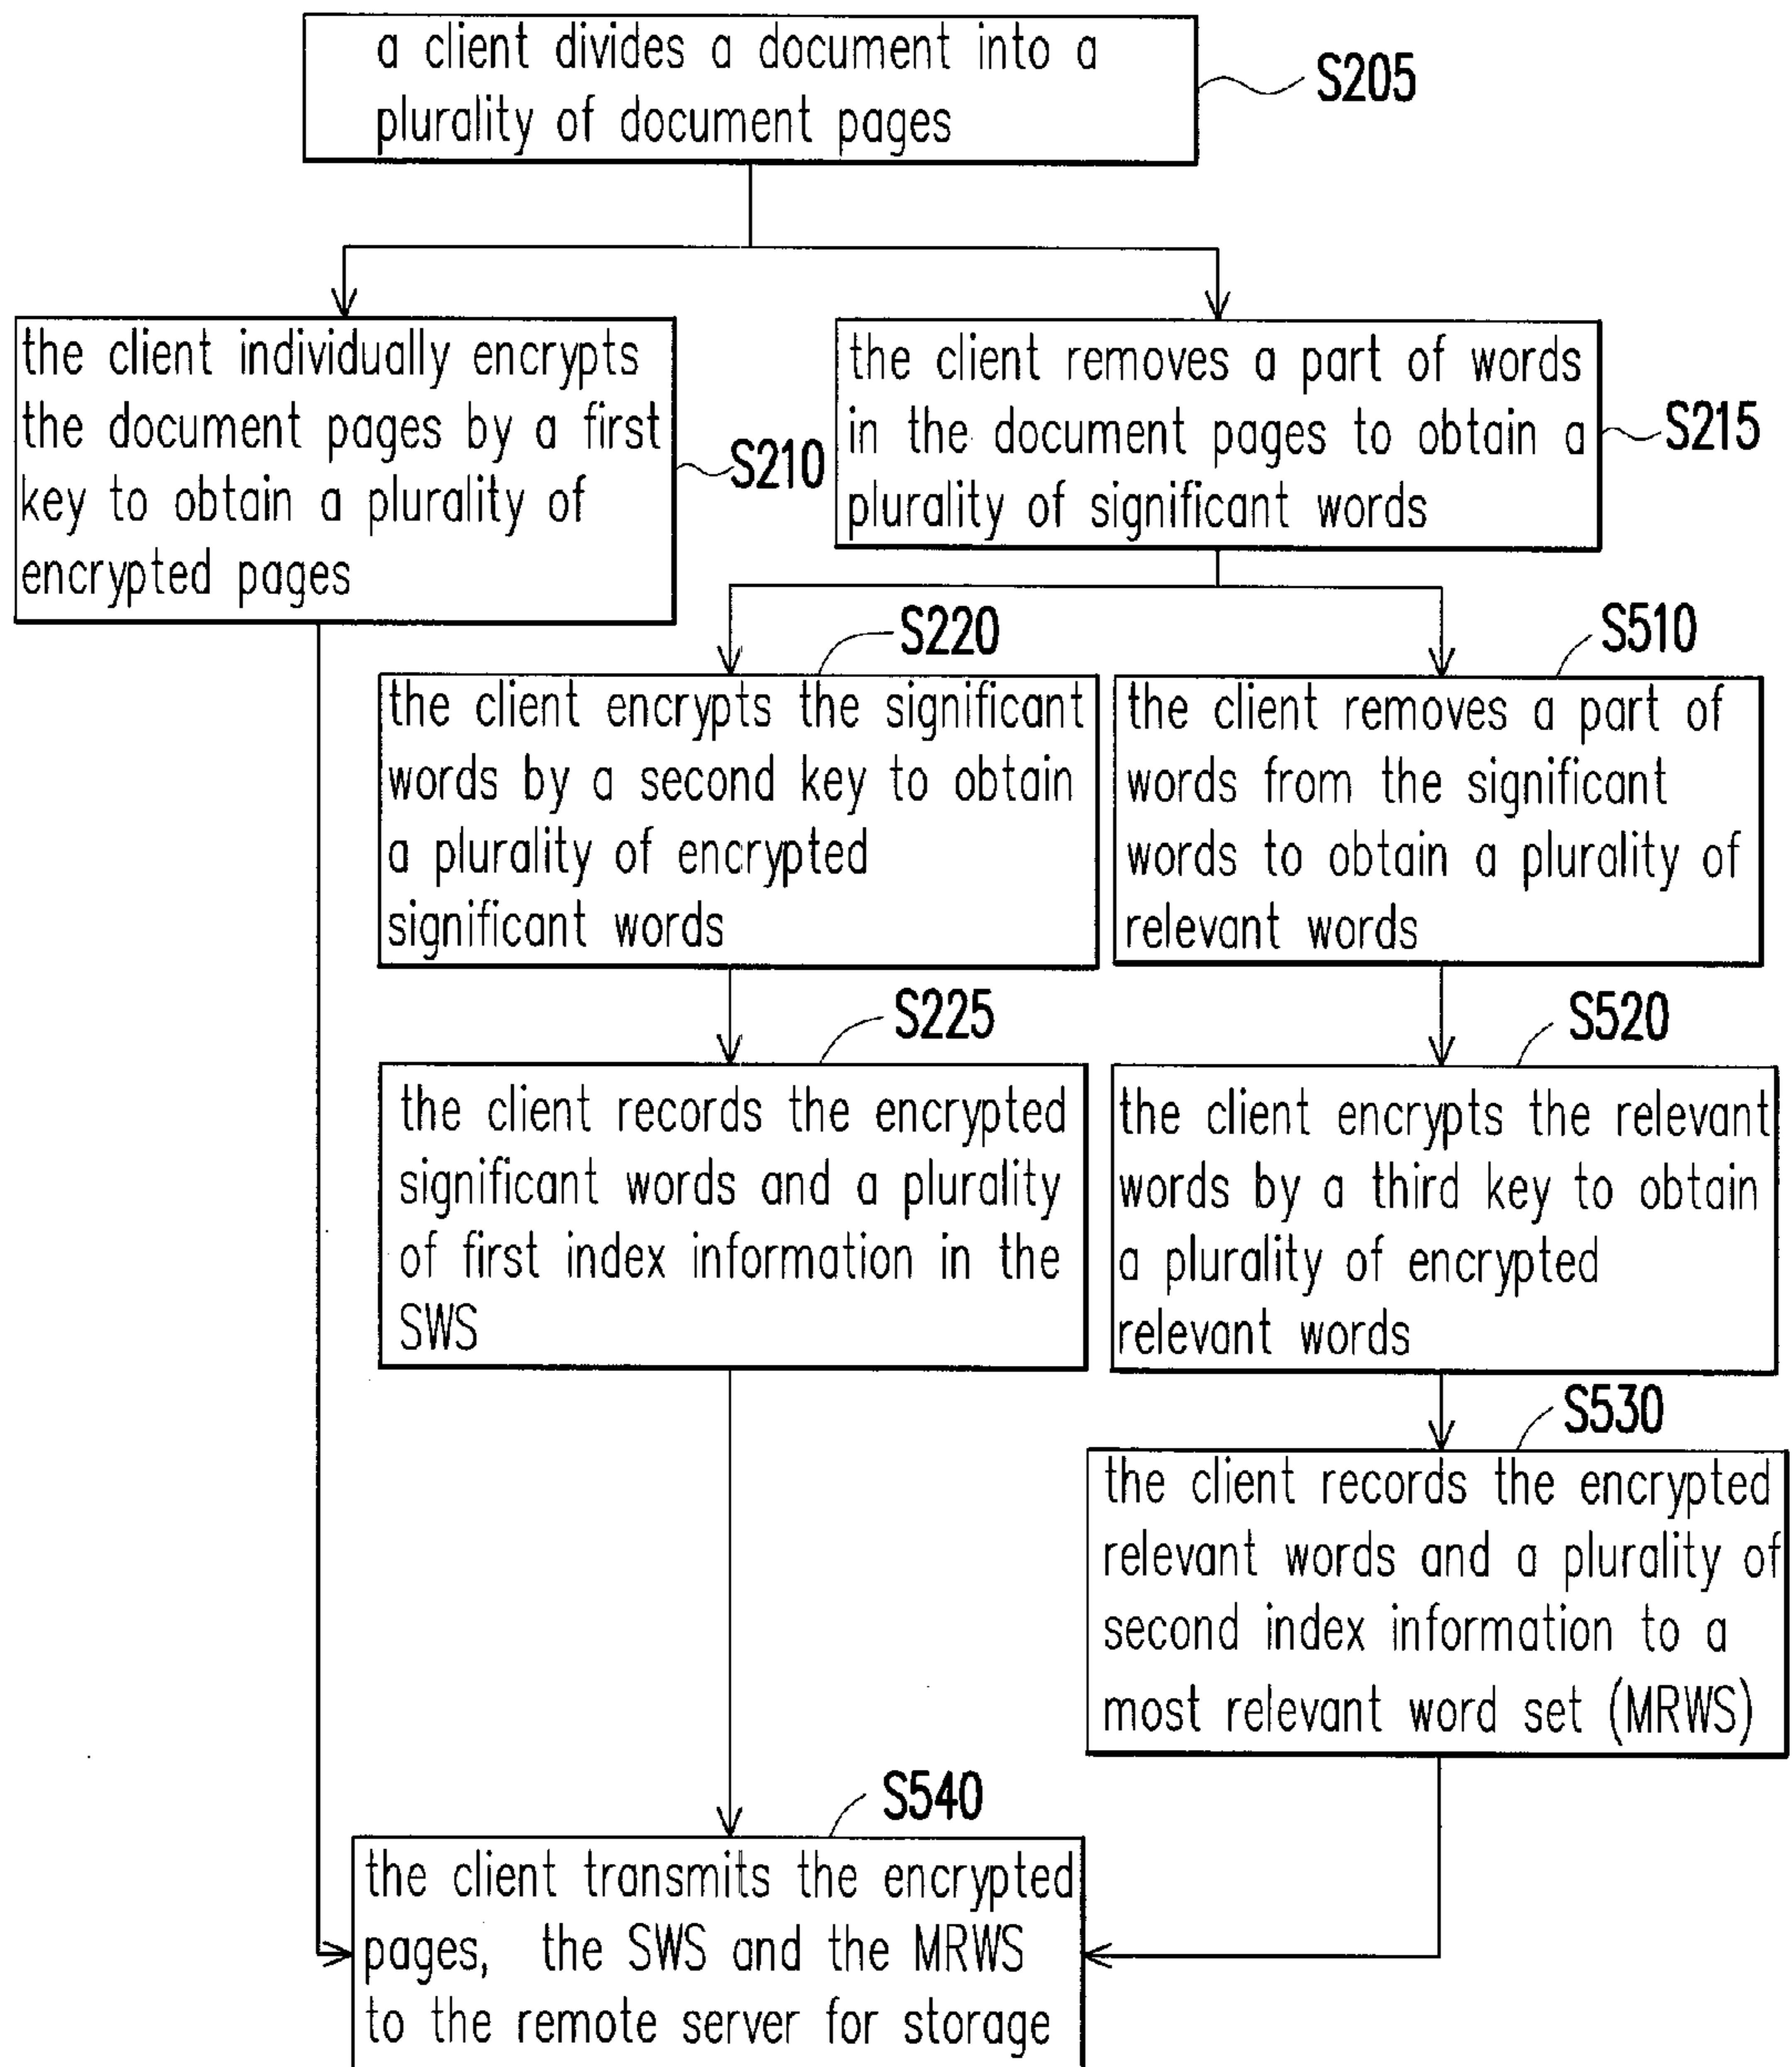 a client divides a document into a
plurality of document pages
S205
the client individually encrypts
the document pages by a first
key to obtain a plurality of
encrypted pages
S210
the client removes a part of words
in the document pages to obtain a
plurality of significant words
S215
S220
the client encrypts the significant
words by a second key to obtain
a plurality of encrypted
significant words
S510
the client removes a part of
words from the significant
words to obtain a plurality of
relevant words
S225
the client records the encrypted
significant words and a plurality
of first index information in the
SWS
S520
the client encrypts the relevant
words by a third key to obtain
a plurality of encrypted
relevant words
S530
the client records the encrypted
relevant words and a plurality of
second index information to a
most relevant word set (MRWS)
S540
the client transmits the encrypted
pages, the SWS and the MRWS
to the remote server for storage